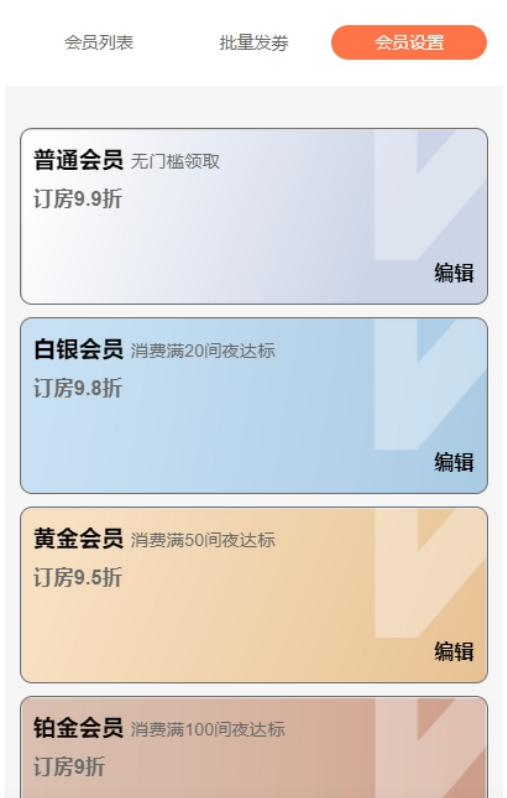 会员列表 批量发券 会员设置
普通会员 无门槛领取
订房9.9折
编辑
白银会员 消费满20间夜达标
订房9.8折
编辑
黄金会员 消费满50间夜达标
订房9.5折
编辑
铂金会员 消费满100间夜达标
订房9折